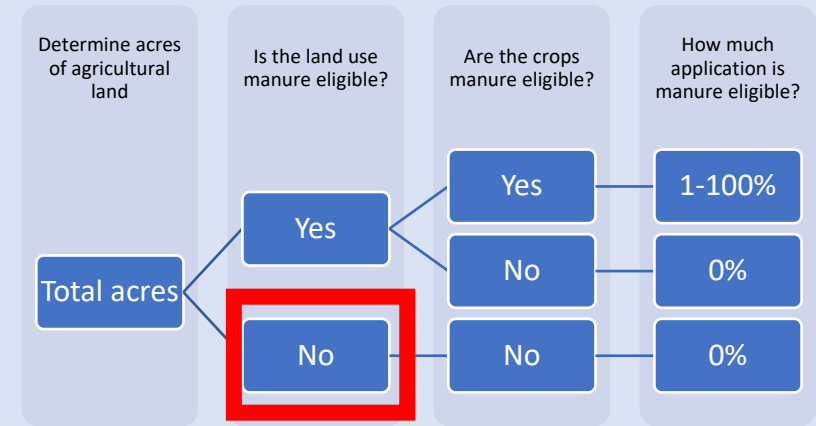 Determine acres
of agricultural
land
Is the land use
manure eligible?
Are the crops
manure eligible?
How much
application is
manure eligible?
Total acres
Yes
No
Yes
No
No
1-100%
0%
0%